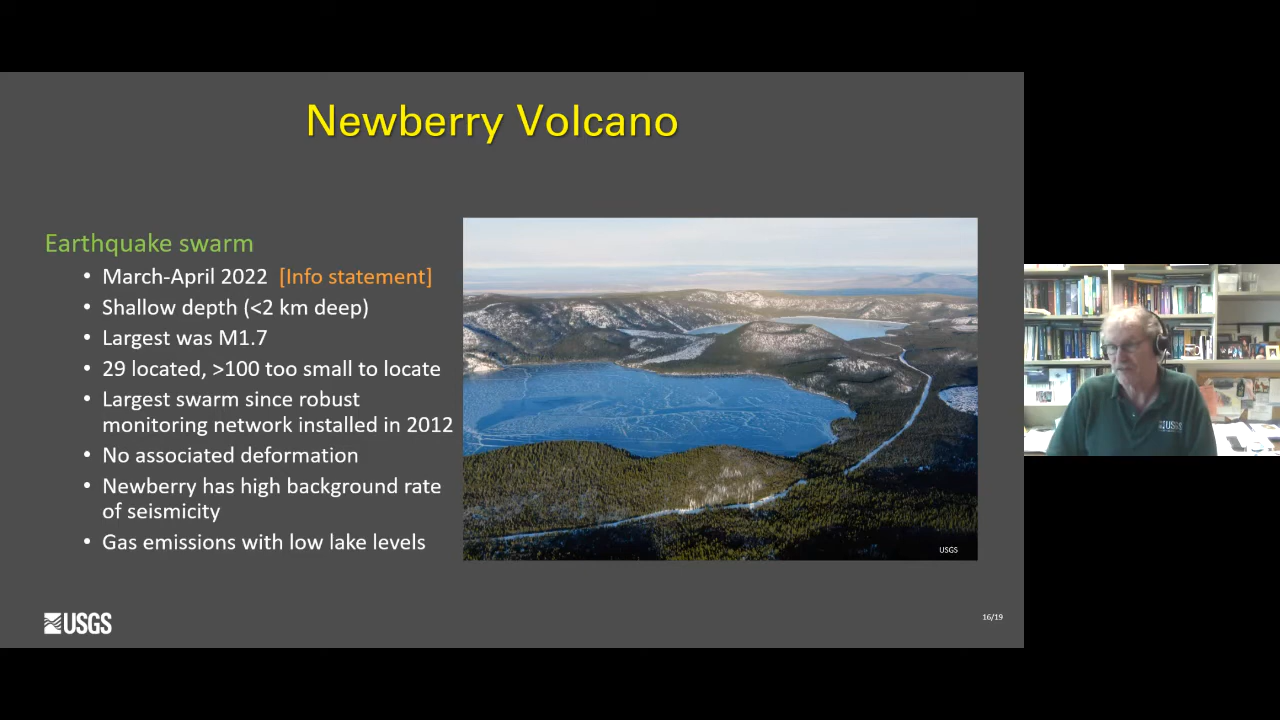 Newberry Volcano
Earthquake swarm
• March-April 2022 [Info statement]
• Shallow depth (<2 km deep)
• Largest was M1.7
• 29 located, >100 too small to locate
• Largest swarm since robust
monitoring network installed in 2012
• No associated deformation
• Newberry has high background rate
of seismicity
• Gas emissions with low lake levels
USGS
USGS
16/19
USGS